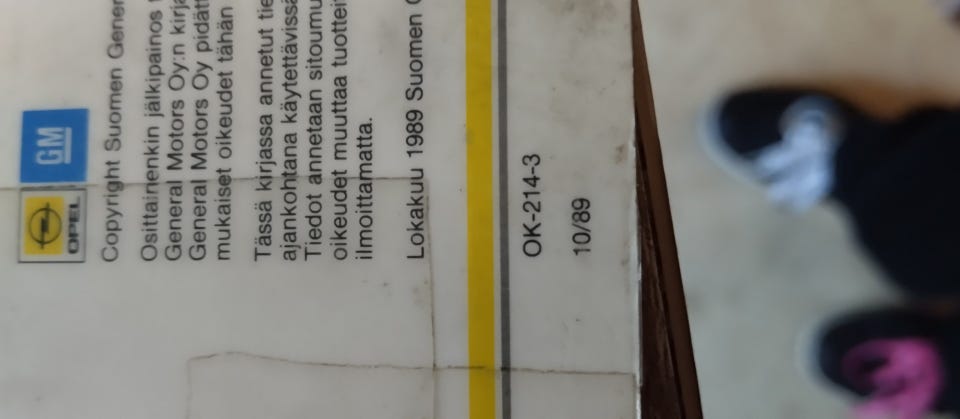 OPEL GM
Copyright Suomen Gener
Osittainenkin jälkipainos
General Motors Oy:n kirja
General Motors Oy pidätt
mukaiset oikeudet tähän
Tässä kirjassa annetut tie
ajankohtana käytettävissä
Tiedot annetaan sitoumu
oikeudet muuttaa tuottei
ilmoittamatta.
Lokakuu 1989 Suomen
OK-214-3
10/89